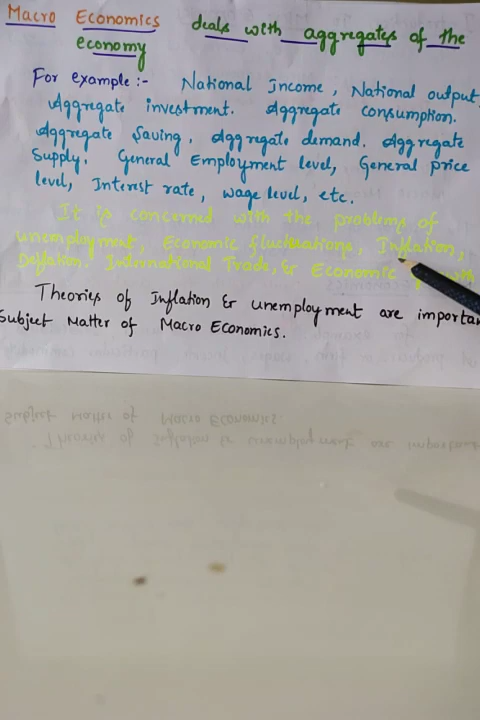 Macro Economics deals with aggregates of the
economy
For example :- National Income, National output.
Aggregate investment. Aggregate consumption.
Aggregate Saving, Aggregate demand. Aggregate
Supply. General Employment level, General price
level, Interest rate, wage level, etc.
It is concerned with the problems of
unemployment, Economic fluctuations, Inflation,
Deflation. International Trade, & Economic
Theories of Inflation & unemployment are importan
Subject Matter of Macro Economics.